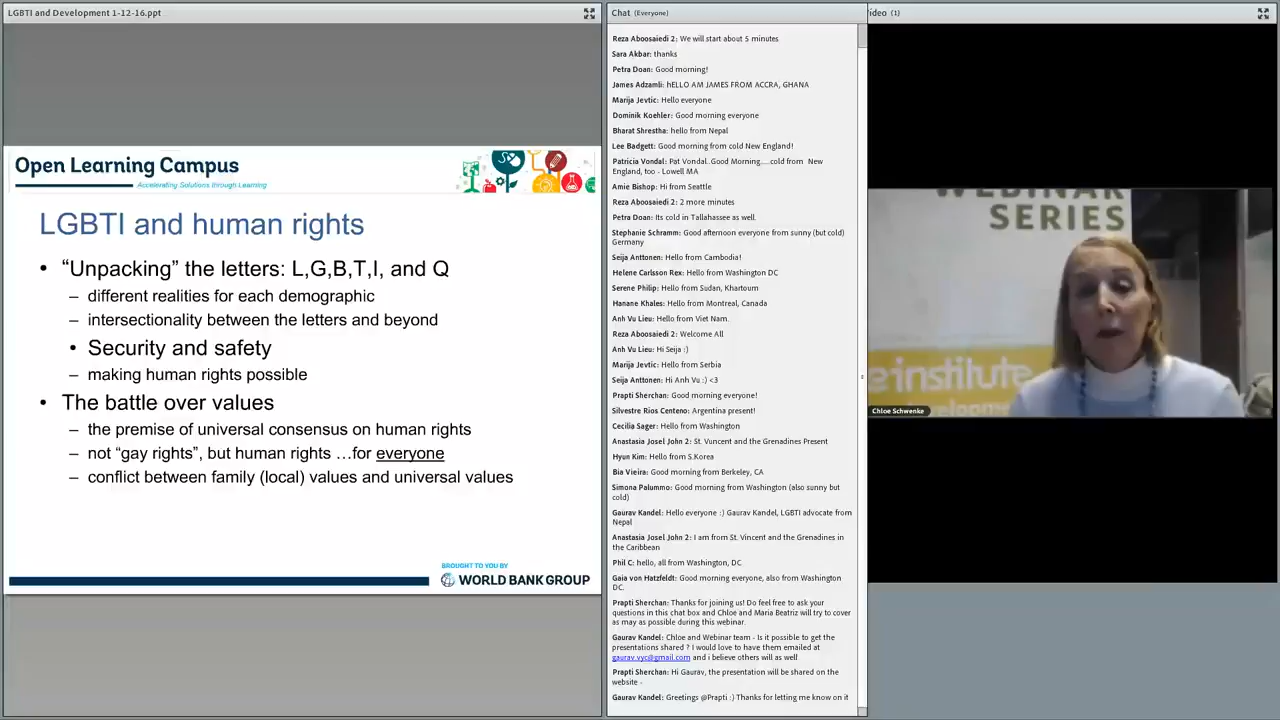 LGBTI and Development 1-12-16.ppt
Open Learning Campus
Accelerating Solutions through Learning
LGBTI and human rights
• “Unpacking” the letters: L,G,B,T,I, and Q
– different realities for each demographic
– intersectionality between the letters and beyond
• Security and safety
– making human rights possible
• The battle over values
– the premise of universal consensus on human rights
– not “gay rights”, but human rights …for everyone
– conflict between family (local) values and universal values
BROUGHT TO YOU BY
WORLD BANK GROUP
Chat (Everyone)
Reza Aboosaiedi 2: We will start about 5 minutes
Sara Akbar: thanks
Petra Doan: Good morning!
James Adzamli: hELLO AM JAMES FROM ACCRA, GHANA
Marija Jevtic: Hello everyone
Dominik Koehler: Good morning everyone
Bharat Shrestha: hello from Nepal
Lee Badgett: Good morning from cold New England!
Patricia Vondal: Pat Vondal..Good Morning.....cold from New
England, too - Lowell MA
Amie Bishop: Hi from Seattle
Reza Aboosaiedi 2: 2 more minutes
Petra Doan: Its cold in Tallahassee as well.
Stephanie Schramm: Good afternoon everyone from sunny (but cold)
Germany
Seija Anttonen: Hello from Cambodia!
Helene Carlsson Rex: Hello from Washington DC
Serene Philip: Hello from Sudan, Khartoum
Hanane Khales: Hello from Montreal, Canada
Anh Vu Lieu: Hello from Viet Nam.
Reza Aboosaiedi 2: Welcome All
Anh Vu Lieu: Hi Seija :)
Marija Jevtic: Hello from Serbia
Seija Anttonen: Hi Anh Vu :) <3
Prapti Sherchan: Good morning everyone!
Silvestre Rios Centeno: Argentina present!
Cecilia Sager: Hello from Washington
Anastasia Josel John 2: St. Vuncent and the Grenadines Present
Hyun Kim: Hello from S.Korea
Bia Vieira: Good morning from Berkeley, CA
Simona Palummo: Good morning from Washington (also sunny but
cold)
Gaurav Kandel: Hello everyone :) Gaurav Kandel, LGBTI advocate from
Nepal
Anastasia Josel John 2: I am from St. Vincent and the Grenadines in
the Caribbean
Phil C: hello, all from Washington, DC
Gaia von Hatzfeldt: Good morning everyone, also from Washington
DC.
Prapti Sherchan: Thanks for joining us! Do feel free to ask your
questions in this chat box and Chloe and Maria Beatriz will try to cover
as may as possible during this webinar.
Gaurav Kandel: Chloe and Webinar team - Is it possible to get the
presentations shared ? I would love to have them emailed at
gaurav.vyc@gmail.com and i believe others will as well
Prapti Sherchan: Hi Gaurav, the presentation will be shared on the
website -
Gaurav Kandel: Greetings @Prapti :) Thanks for letting me know on it
ideo (1)
WEBINAR
SERIES
e institute
Chloe Schwenke